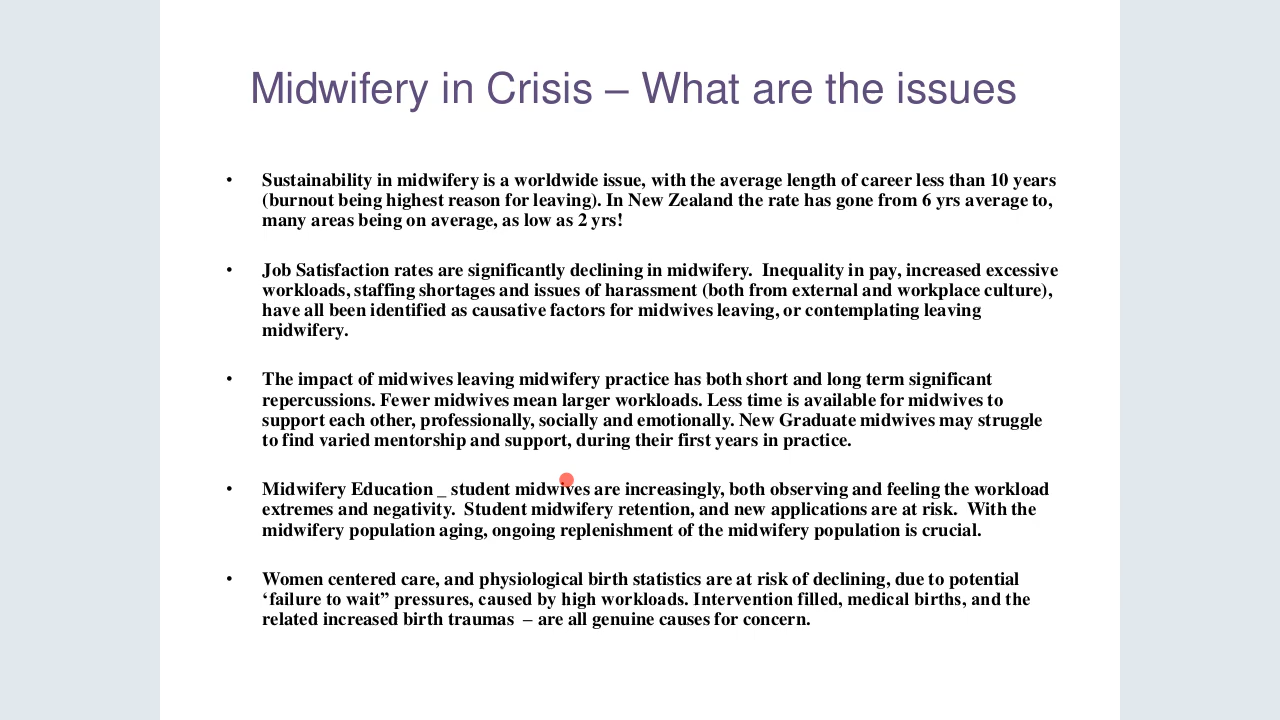 Midwifery in Crisis – What are the issues
• Sustainability in midwifery is a worldwide issue, with the average length of career less than 10 years
(burnout being highest reason for leaving). In New Zealand the rate has gone from 6 yrs average to,
many areas being on average, as low as 2 yrs!
• Job Satisfaction rates are significantly declining in midwifery.  Inequality in pay, increased excessive
workloads, staffing shortages and issues of harassment (both from external and workplace culture),
have all been identified as causative factors for midwives leaving, or contemplating leaving
midwifery.
• The impact of midwives leaving midwifery practice has both short and long term significant
repercussions. Fewer midwives mean larger workloads. Less time is available for midwives to
support each other, professionally, socially and emotionally. New Graduate midwives may struggle
to find varied mentorship and support, during their first years in practice.
• Midwifery Education _ student midwives are increasingly, both observing and feeling the workload
extremes and negativity.  Student midwifery retention, and new applications are at risk.  With the
midwifery population aging, ongoing replenishment of the midwifery population is crucial.
• Women centered care, and physiological birth statistics are at risk of declining, due to potential
‘failure to wait” pressures, caused by high workloads. Intervention filled, medical births, and the
related increased birth traumas  – are all genuine causes for concern.